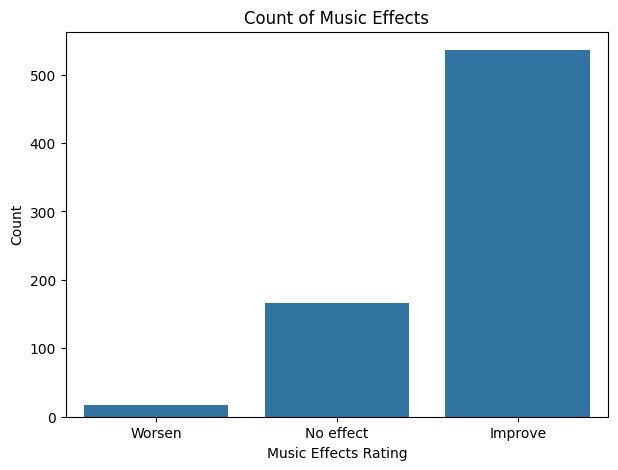 Count of Music Effects
500
400
300
200
100
0
Count
Worsen No effect Improve
Music Effects Rating